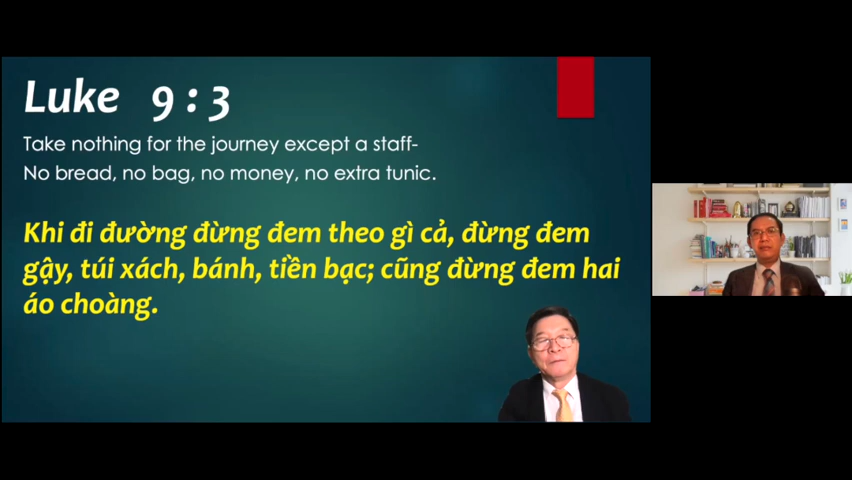 Luke 9 : 3
Take nothing for the journey except a staff-
No bread, no bag, no money, no extra tunic.
Khi đi đường đừng đem theo gì cả, đừng đem
gậy, túi xách, bánh, tiền bạc; cũng đừng đem hai
áo choàng.